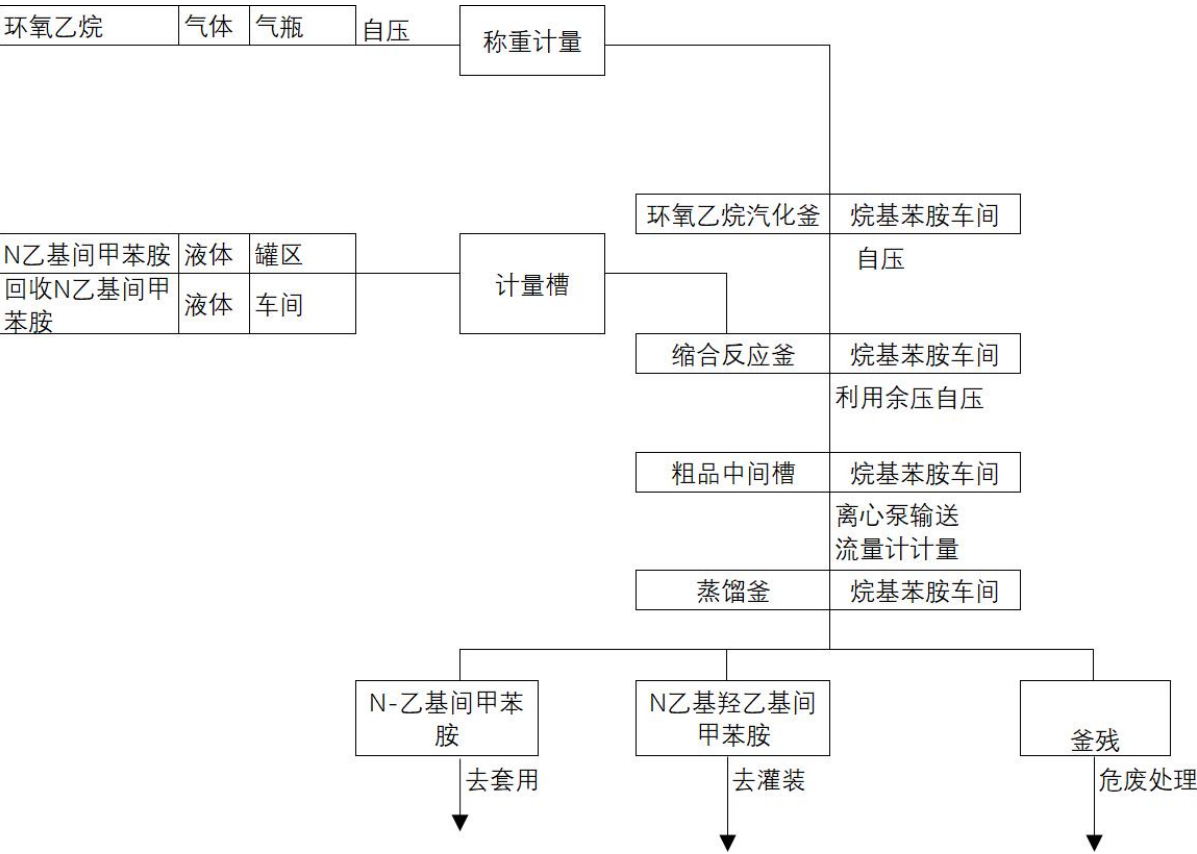 环氧乙烷 气体 气瓶 自压 称重计量
环氧乙烷汽化釜 烷基苯胺车间
自压
N乙基间甲苯胺 液体 罐区
计量槽
回收N乙基间甲
苯胺
液体 车间
缩合反应釜 烷基苯胺车间
利用余压自压
粗品中间槽 烷基苯胺车间
离心泵输送
流量计计量
蒸馏釜 烷基苯胺车间
N-乙基间甲苯
胺
N乙基羟乙基间
甲苯胺
釜残
去套用 去灌装 危废处理